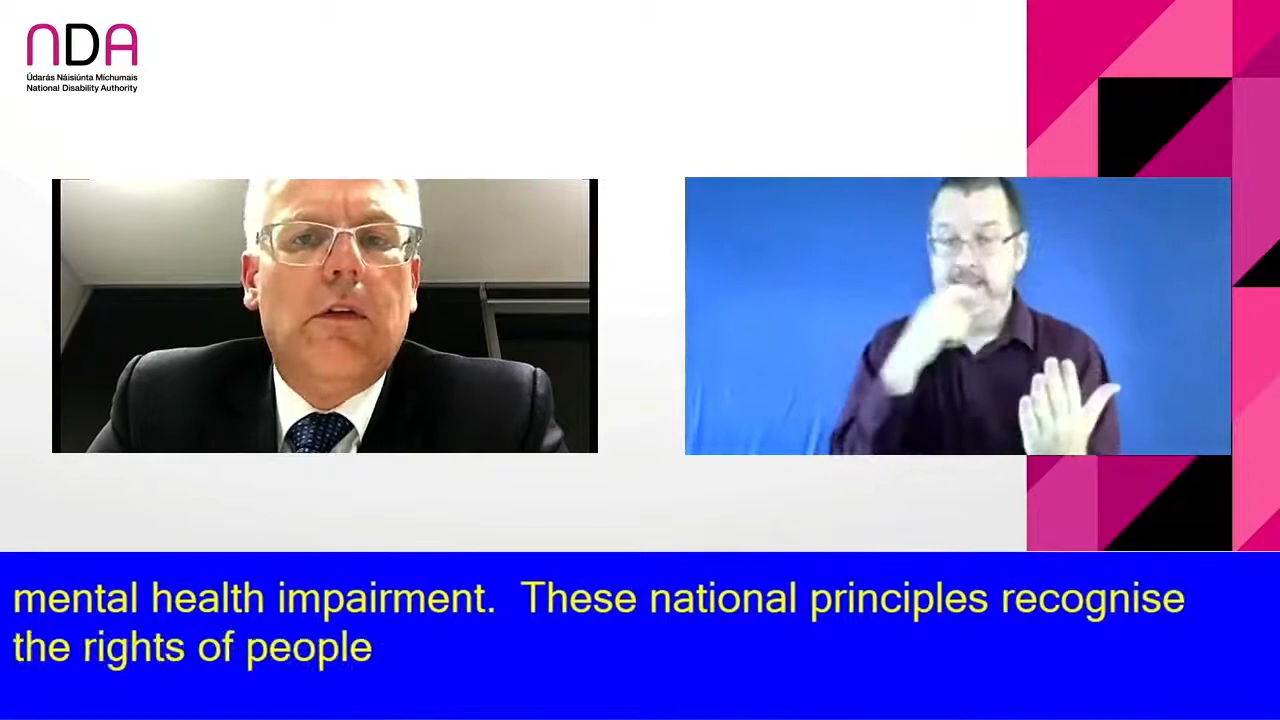 NDA
Údarás Náisiúnta Míchumais
National Disability Authority
mental health impairment.  These national principles recognise
the rights of people